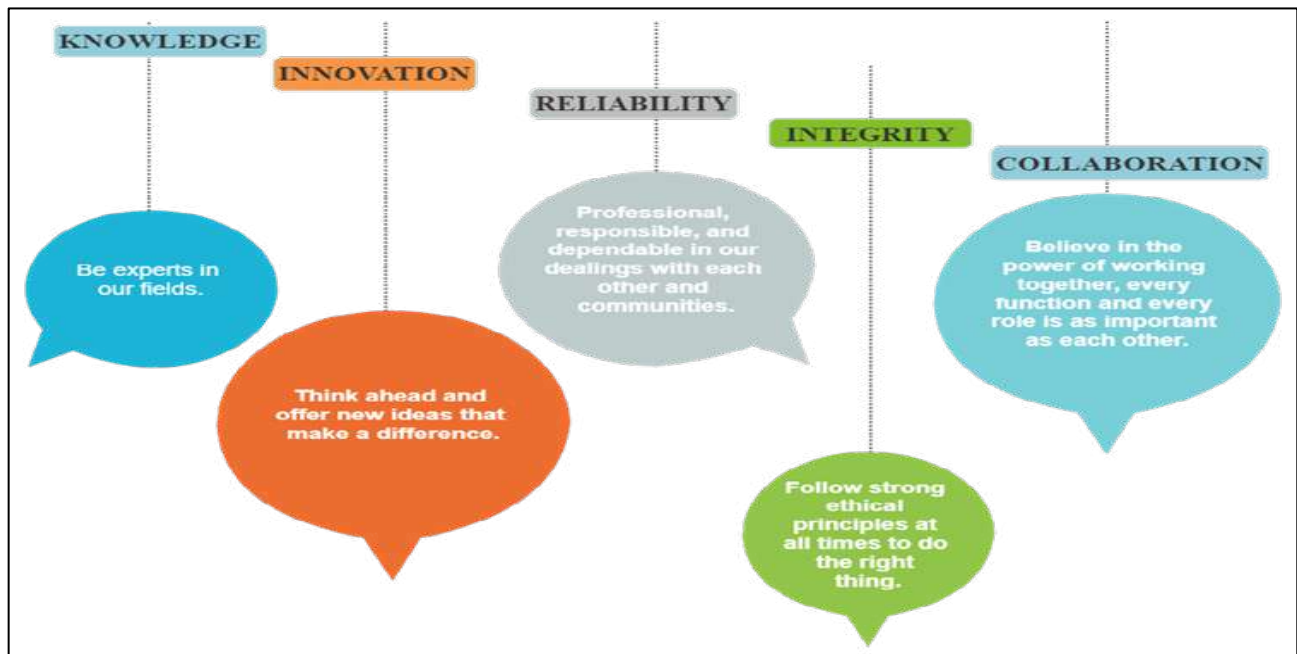 KNOWLEDGE
Be experts in
our fields.
INNOVATION
Think ahead and
offer new ideas that
make a difference.
RELIABILITY
Professional,
responsible, and
dependable in our
dealings with each
other and
communities.
INTEGRITY
Follow strong
ethical
principles at
all times to do
the right
thing.
COLLABORATION
Believe in the
power of working
together, every
function and every
role is as important
as each other.